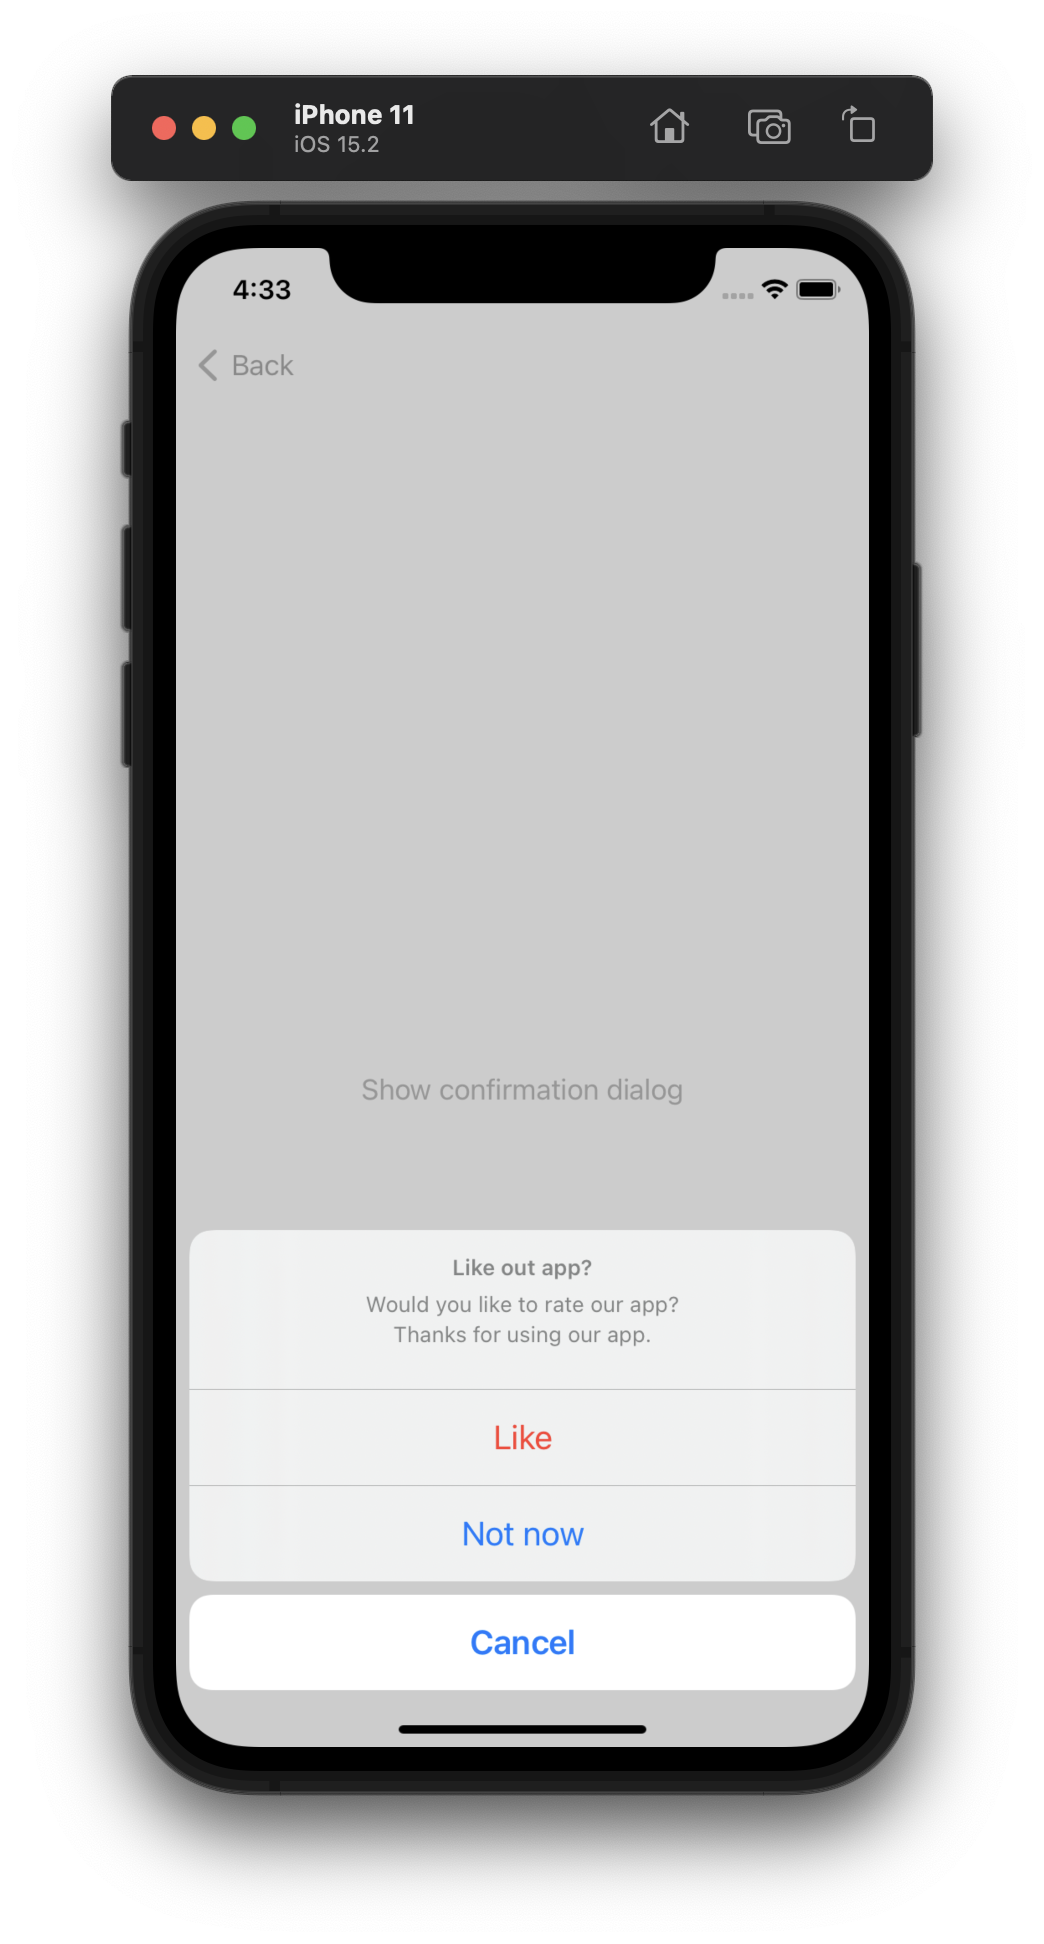 iPhone 11
iOS 15.2
4:33
Back
Show confirmation dialog
Like out app?
Would you like to rate our app?
Thanks for using our app.
Like
Not now
Cancel